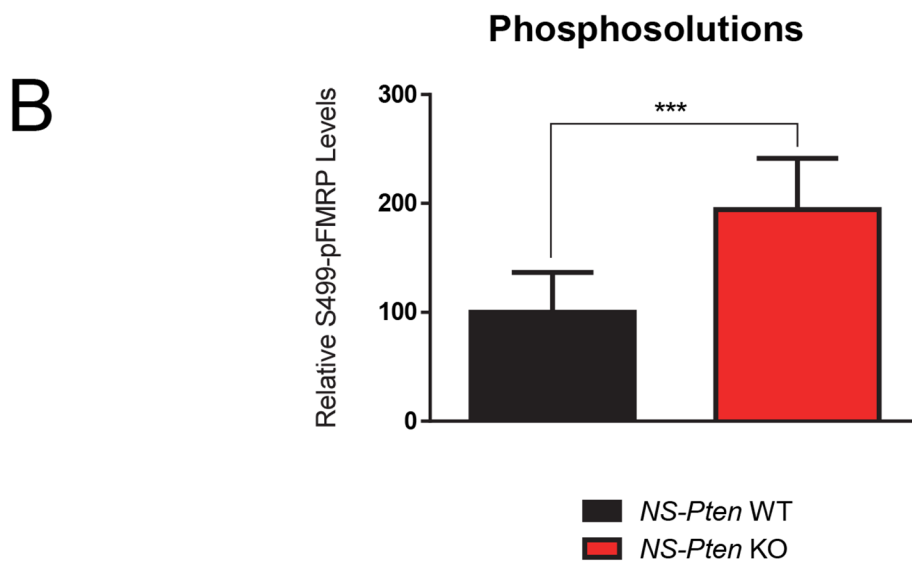 Phosphosolutions
B
Relative S499-pFMRP Levels
300
200
100
0
***
NS-Pten WT
NS-Pten KO